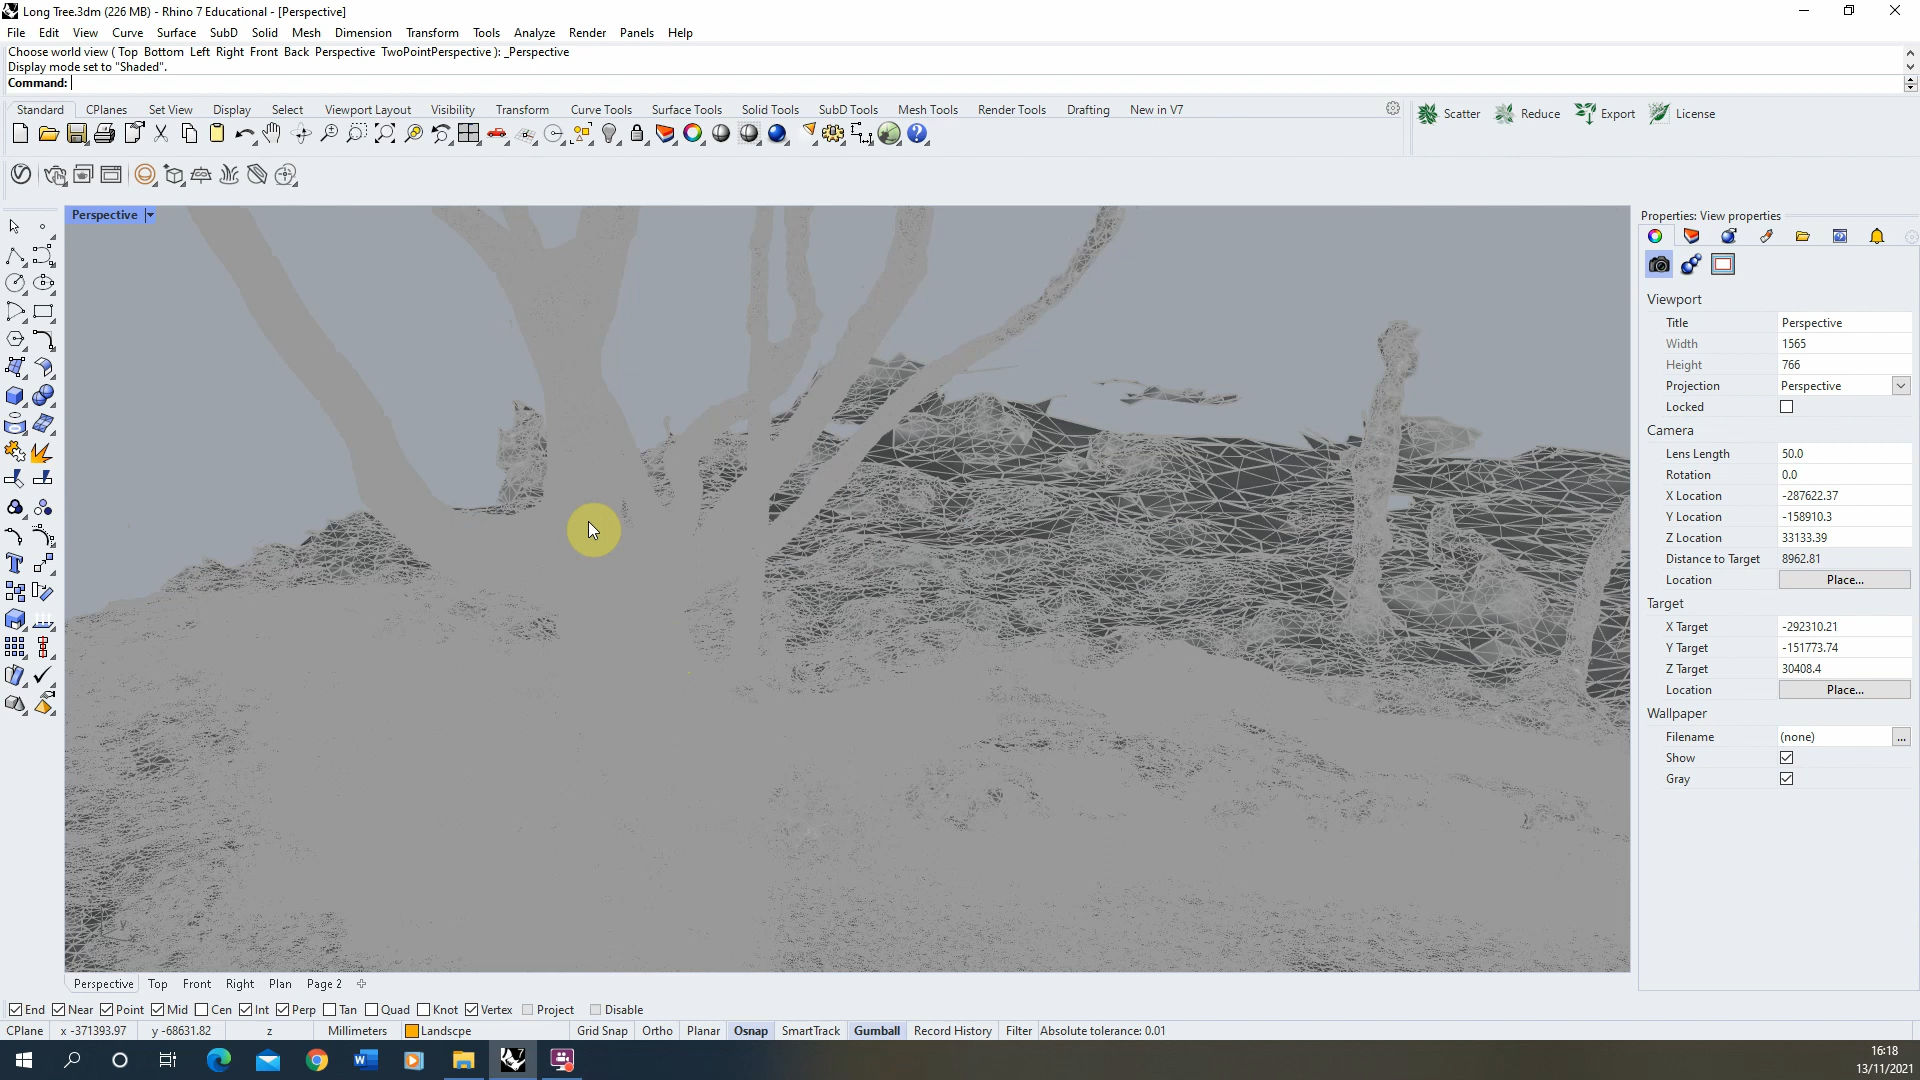 Long Tree.3dm (226 MB) - Rhino 7 Educational - [Perspective]
File Edit View Curve Surface SubD Solid Mesh Dimension Transform Tools Analyze Render Panels Help
Choose world view ( Top Bottom Left Right Front Back Perspective TwoPointPerspective ): _Perspective
Display mode set to "Shaded".
Command:
Standard CPlanes Set View Display Select Viewport Layout Visibility Transform Curve Tools Surface Tools Solid Tools SubD Tools Mesh Tools Render Tools Drafting New in V7
Scatter Reduce Export License
Perspective
Properties: View properties
Viewport
Title Perspective
Width 1565
Height 766
Projection Perspective
Locked
Camera
Lens Length 50.0
Rotation 0.0
X Location -287622.37
Y Location -158910.3
Z Location 33133.39
Distance to Target 8962.81
Location Place...
Target
X Target -292310.21
Y Target -151773.74
Z Target 30408.4
Location Place...
Wallpaper
Filename (none) ...
Show
Gray
Perspective Top Front Right Plan Page 2
End Near Point Mid Cen Int Perp Tan Quad Knot Vertex Project Disable
CPlane x -371393.97 y -68631.82 z Millimeters Landscpe Grid Snap Ortho Planar Osnap SmartTrack Gumball Record History Filter Absolute tolerance: 0.01
16:18
13/11/2021